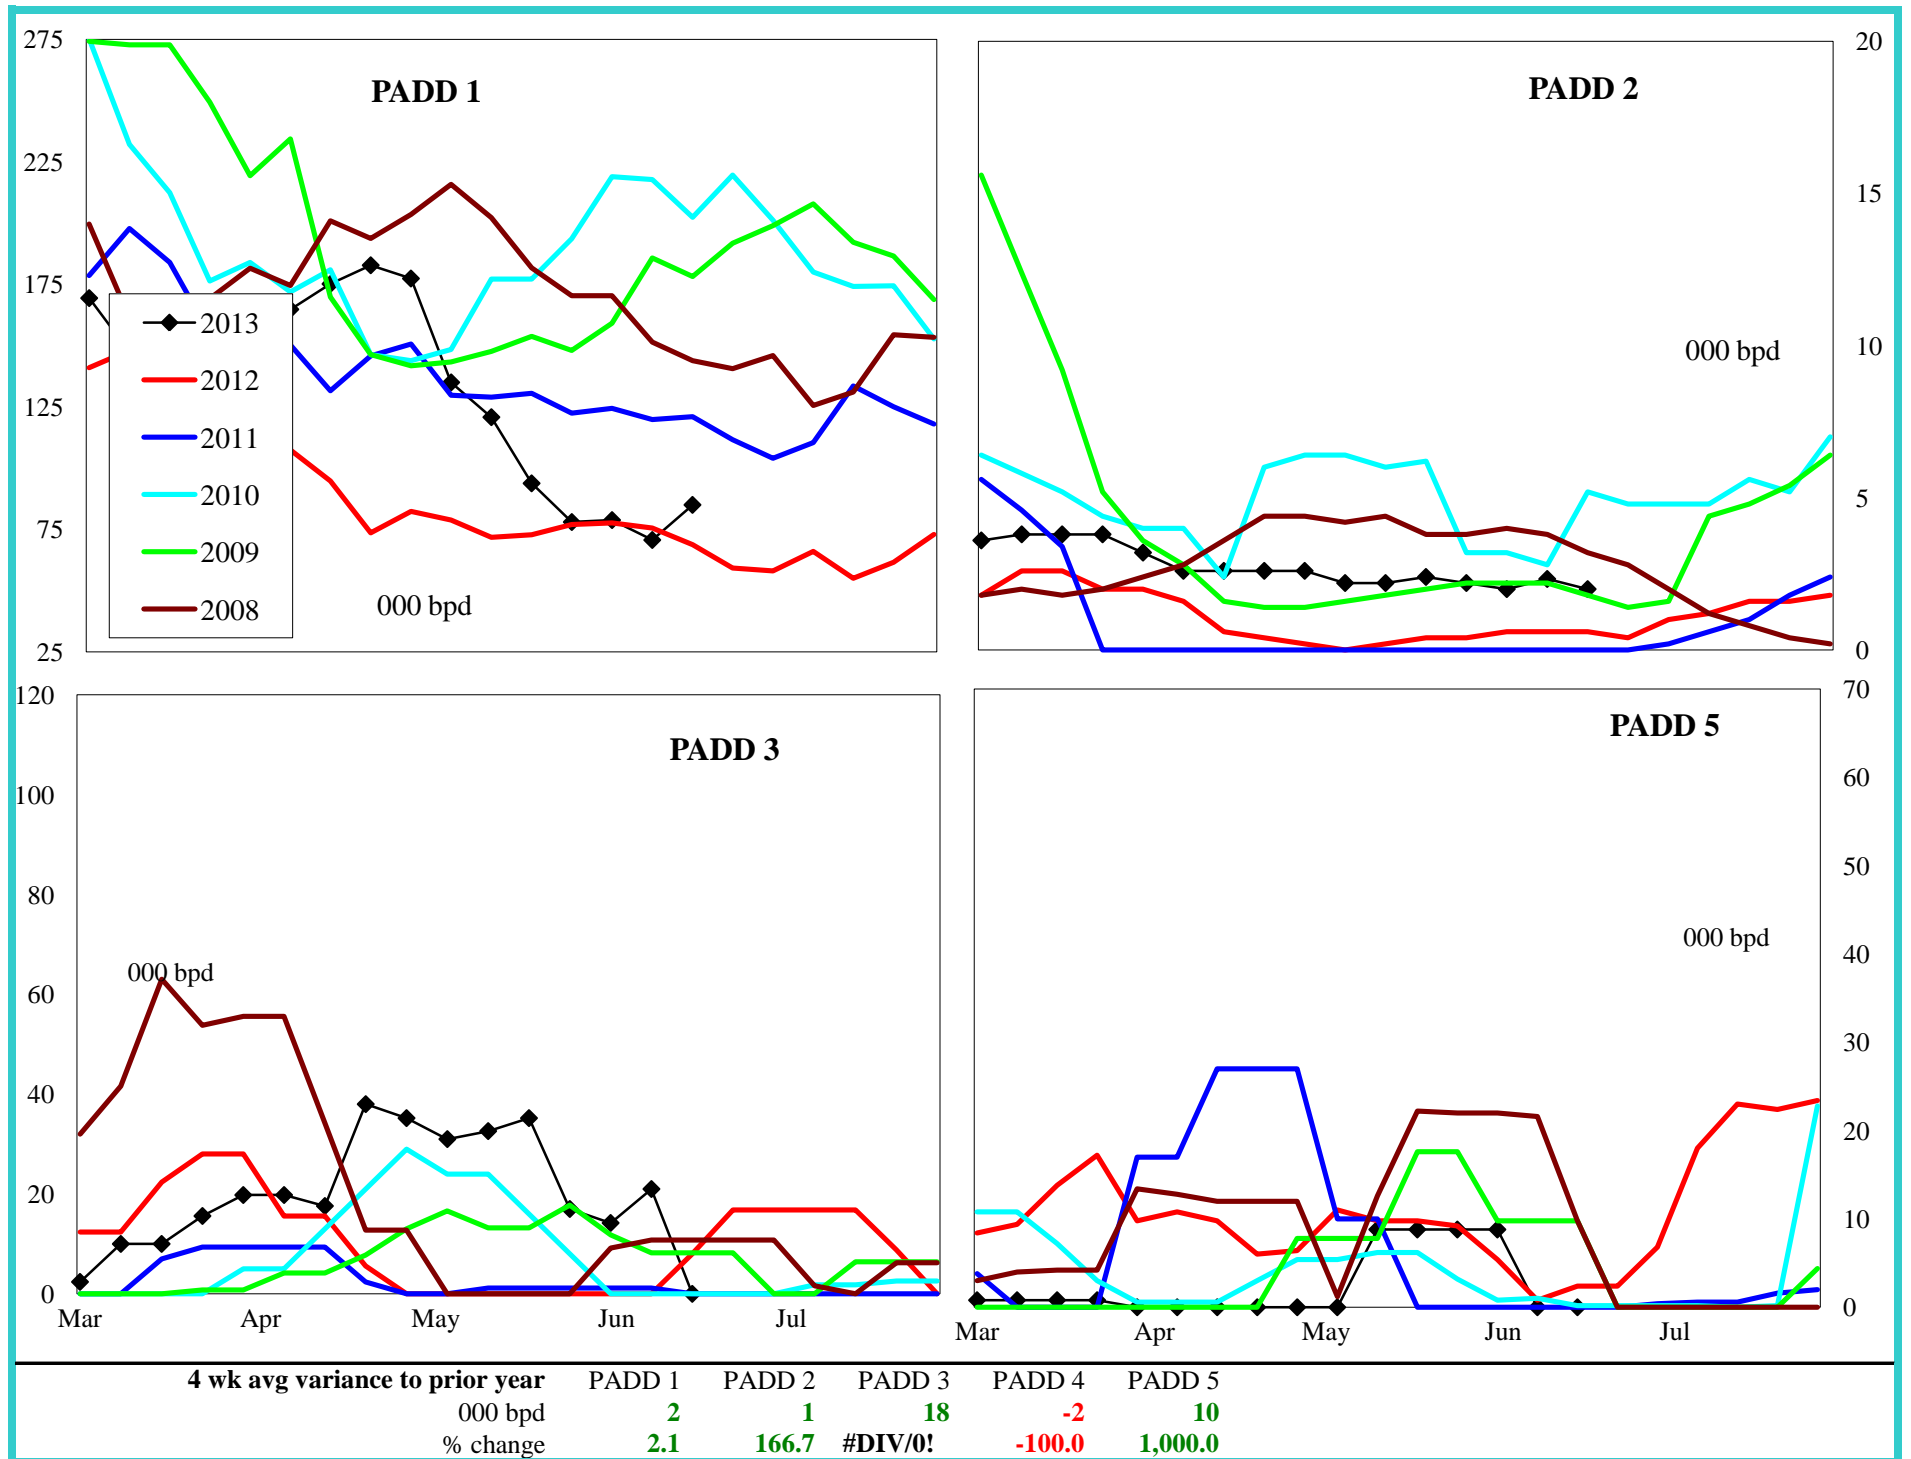 275
225
175
125
75
25
PADD 1
2013
2012
2011
2010
2009
2008
000 bpd
PADD 2
000 bpd
20
15
10
5
0
120
100
80
60
40
20
0
PADD 3
000 bpd
Mar Apr May Jun Jul
PADD 5
000 bpd
70
60
50
40
30
20
10
0
Mar Apr May Jun Jul
4 wk avg variance to prior year PADD 1 PADD 2 PADD 3 PADD 4 PADD 5
000 bpd 2 1 18 -2 10
% change 2.1 166.7 #DIV/0! -100.0 1,000.0